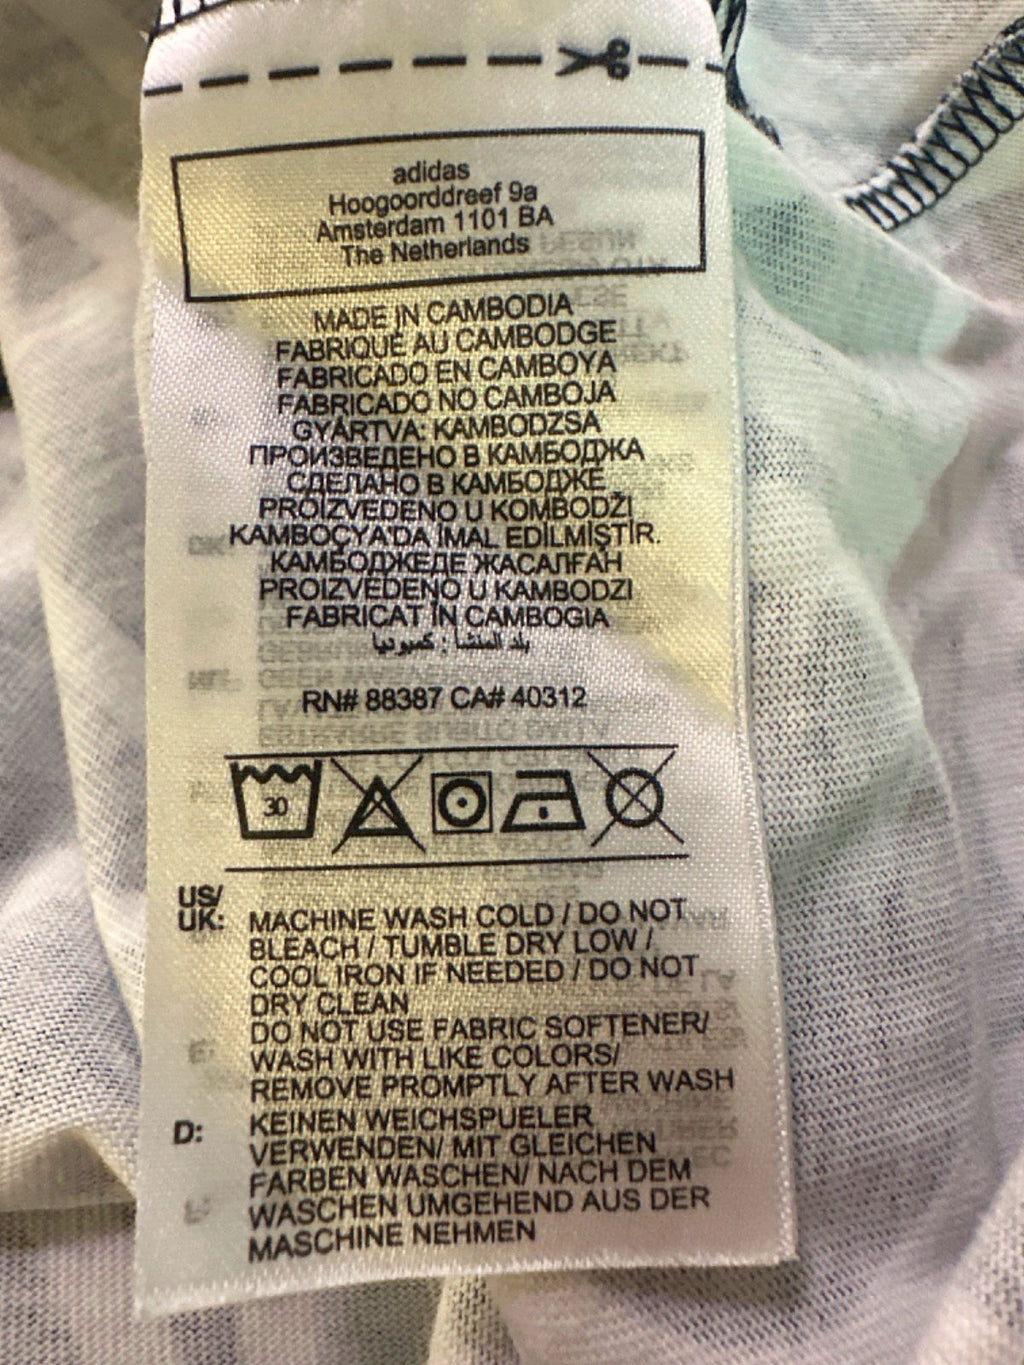 adidas
Hoogoorddreef 9a
Amsterdam 1101 BA
The Netherlands
MADE IN CAMBODIA
FABRIQUÉ AU CAMBODGE
FABRICADO EN CAMBOYA
FABRICADO NO CAMBOJA
GYÁRTVA: KAMBODZSA
ПРОИЗВЕДЕНО В КАМБОДЖА
СДЕЛАНО В КАМБОДЖЕ
PROIZVEDENO U KOMBODŽI
KAMBOÇYA'DA İMAL EDİLMİŞTİR.
КАМБОДЖЕДЕ ЖАСАЛҒАН
PROIZVEDENO U KAMBODŽI
FABRICAT ÎN CAMBOGIA
بلد المنشأ : كمبوديا
RN# 88387 CA# 40312
30
US/
UK: MACHINE WASH COLD / DO NOT
BLEACH / TUMBLE DRY LOW /
COOL IRON IF NEEDED / DO NOT
DRY CLEAN
DO NOT USE FABRIC SOFTENER/
WASH WITH LIKE COLORS/
REMOVE PROMPTLY AFTER WASH
D: KEINEN WEICHSPUELER
VERWENDEN/ MIT GLEICHEN
FARBEN WASCHEN/ NACH DEM
WASCHEN UMGEHEND AUS DER
MASCHINE NEHMEN